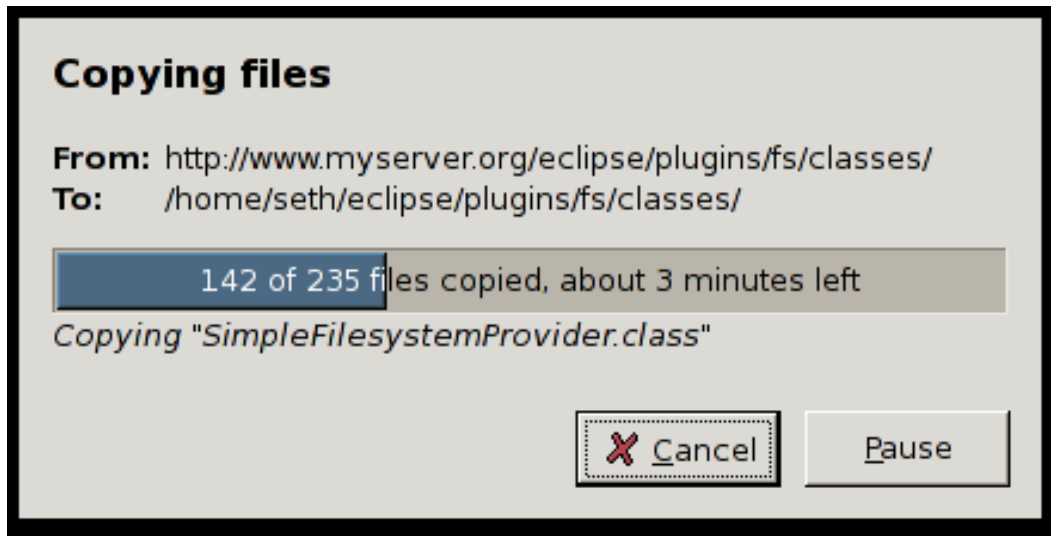 Copying files
From: http://www.myserver.org/eclipse/plugins/fs/classes/
To: /home/seth/eclipse/plugins/fs/classes/
142 of 235 files copied, about 3 minutes left
Copying "SimpleFilesystemProvider.class"
Cancel Pause